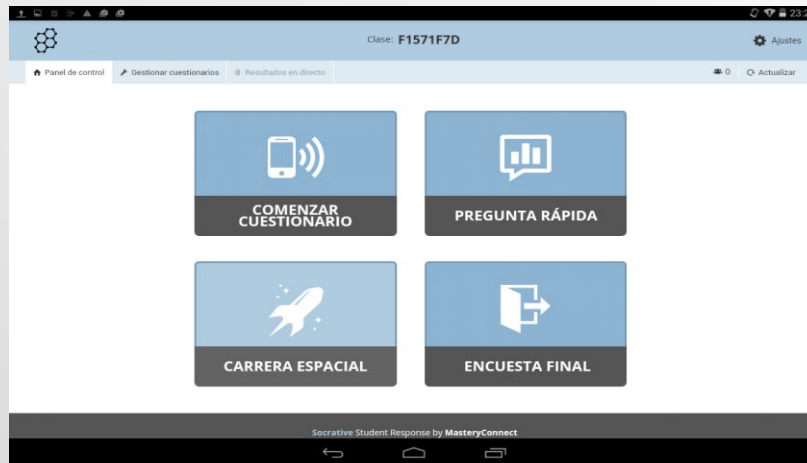 Clase: F1571F7D
Ajustes
Panel de control
Gestionar cuestionarios
Resultados en directo
0
Actualizar
COMENZAR
CUESTIONARIO
PREGUNTA RÁPIDA
CARRERA ESPACIAL
ENCUESTA FINAL
Socrative Student Response by MasteryConnect